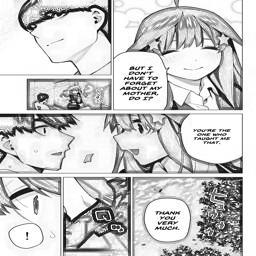 BUT I
DON'T
HAVE TO
FORGET
ABOUT MY
MOTHER,
DO I?
YOU'RE THE
ONE WHO
TAUGHT ME
THAT.
THANK
YOU VERY
MUCH.
!